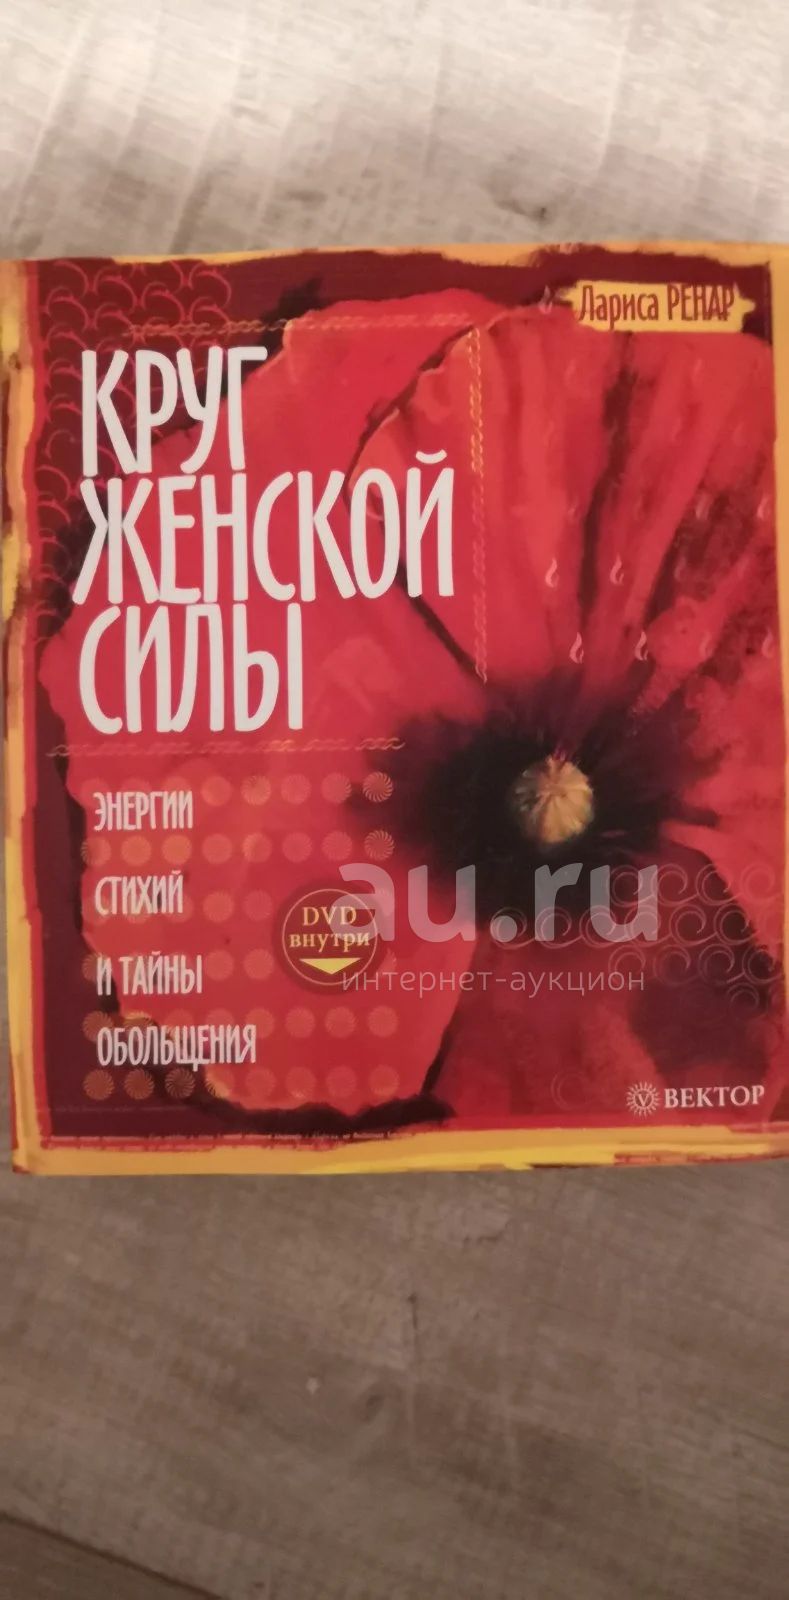 Лариса РЕНАР
КРУГ
ЖЕНСКОЙ
СИЛЫ
ЭНЕРГИИ
СТИХИЙ
И ТАЙНЫ
ОБОЛЬЩЕНИЯ
DVD
внутри
au.ru
интернет-аукцион
V ВЕКТОР